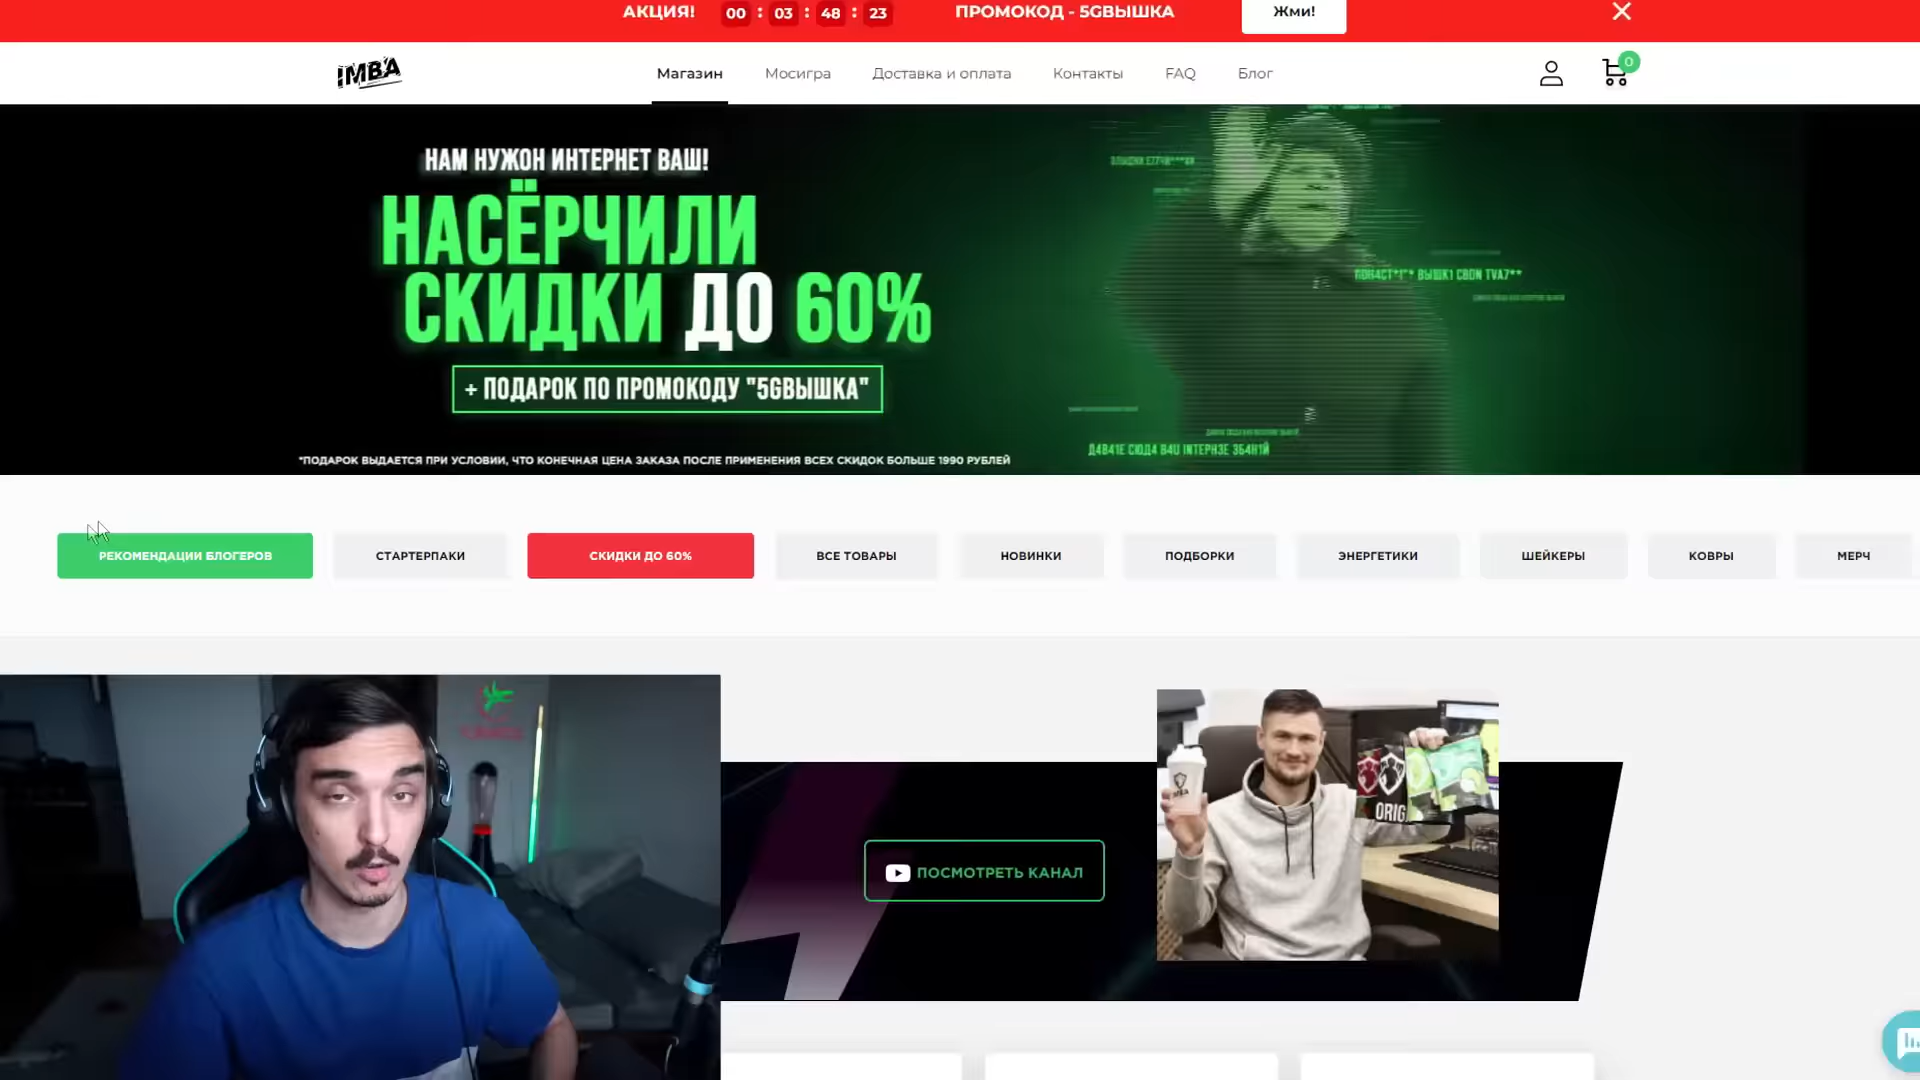 АКЦИЯ! 00 : 03 : 48 : 23 ПРОМОКОД - 5GВЫШКА Жми!
IMBA Магазин Мосигра Доставка и оплата Контакты FAQ Блог 0
НАМ НУЖОН ИНТЕРНЕТ ВАШ!
НАСЁРЧИЛИ
СКИДКИ ДО 60%
+ ПОДАРОК ПО ПРОМОКОДУ "5GВЫШКА"
*ПОДАРОК ВЫДАЕТСЯ ПРИ УСЛОВИИ, ЧТО КОНЕЧНАЯ ЦЕНА ЗАКАЗА ПОСЛЕ ПРИМЕНЕНИЯ ВСЕХ СКИДОК БОЛЬШЕ 1990 РУБЛЕЙ
РЕКОМЕНДАЦИИ БЛОГЕРОВ СТАРТЕРПАКИ СКИДКИ ДО 60% ВСЕ ТОВАРЫ НОВИНКИ ПОДБОРКИ ЭНЕРГЕТИКИ ШЕЙКЕРЫ КОВРЫ МЕРЧ
ORIG
ПОСМОТРЕТЬ КАНАЛ